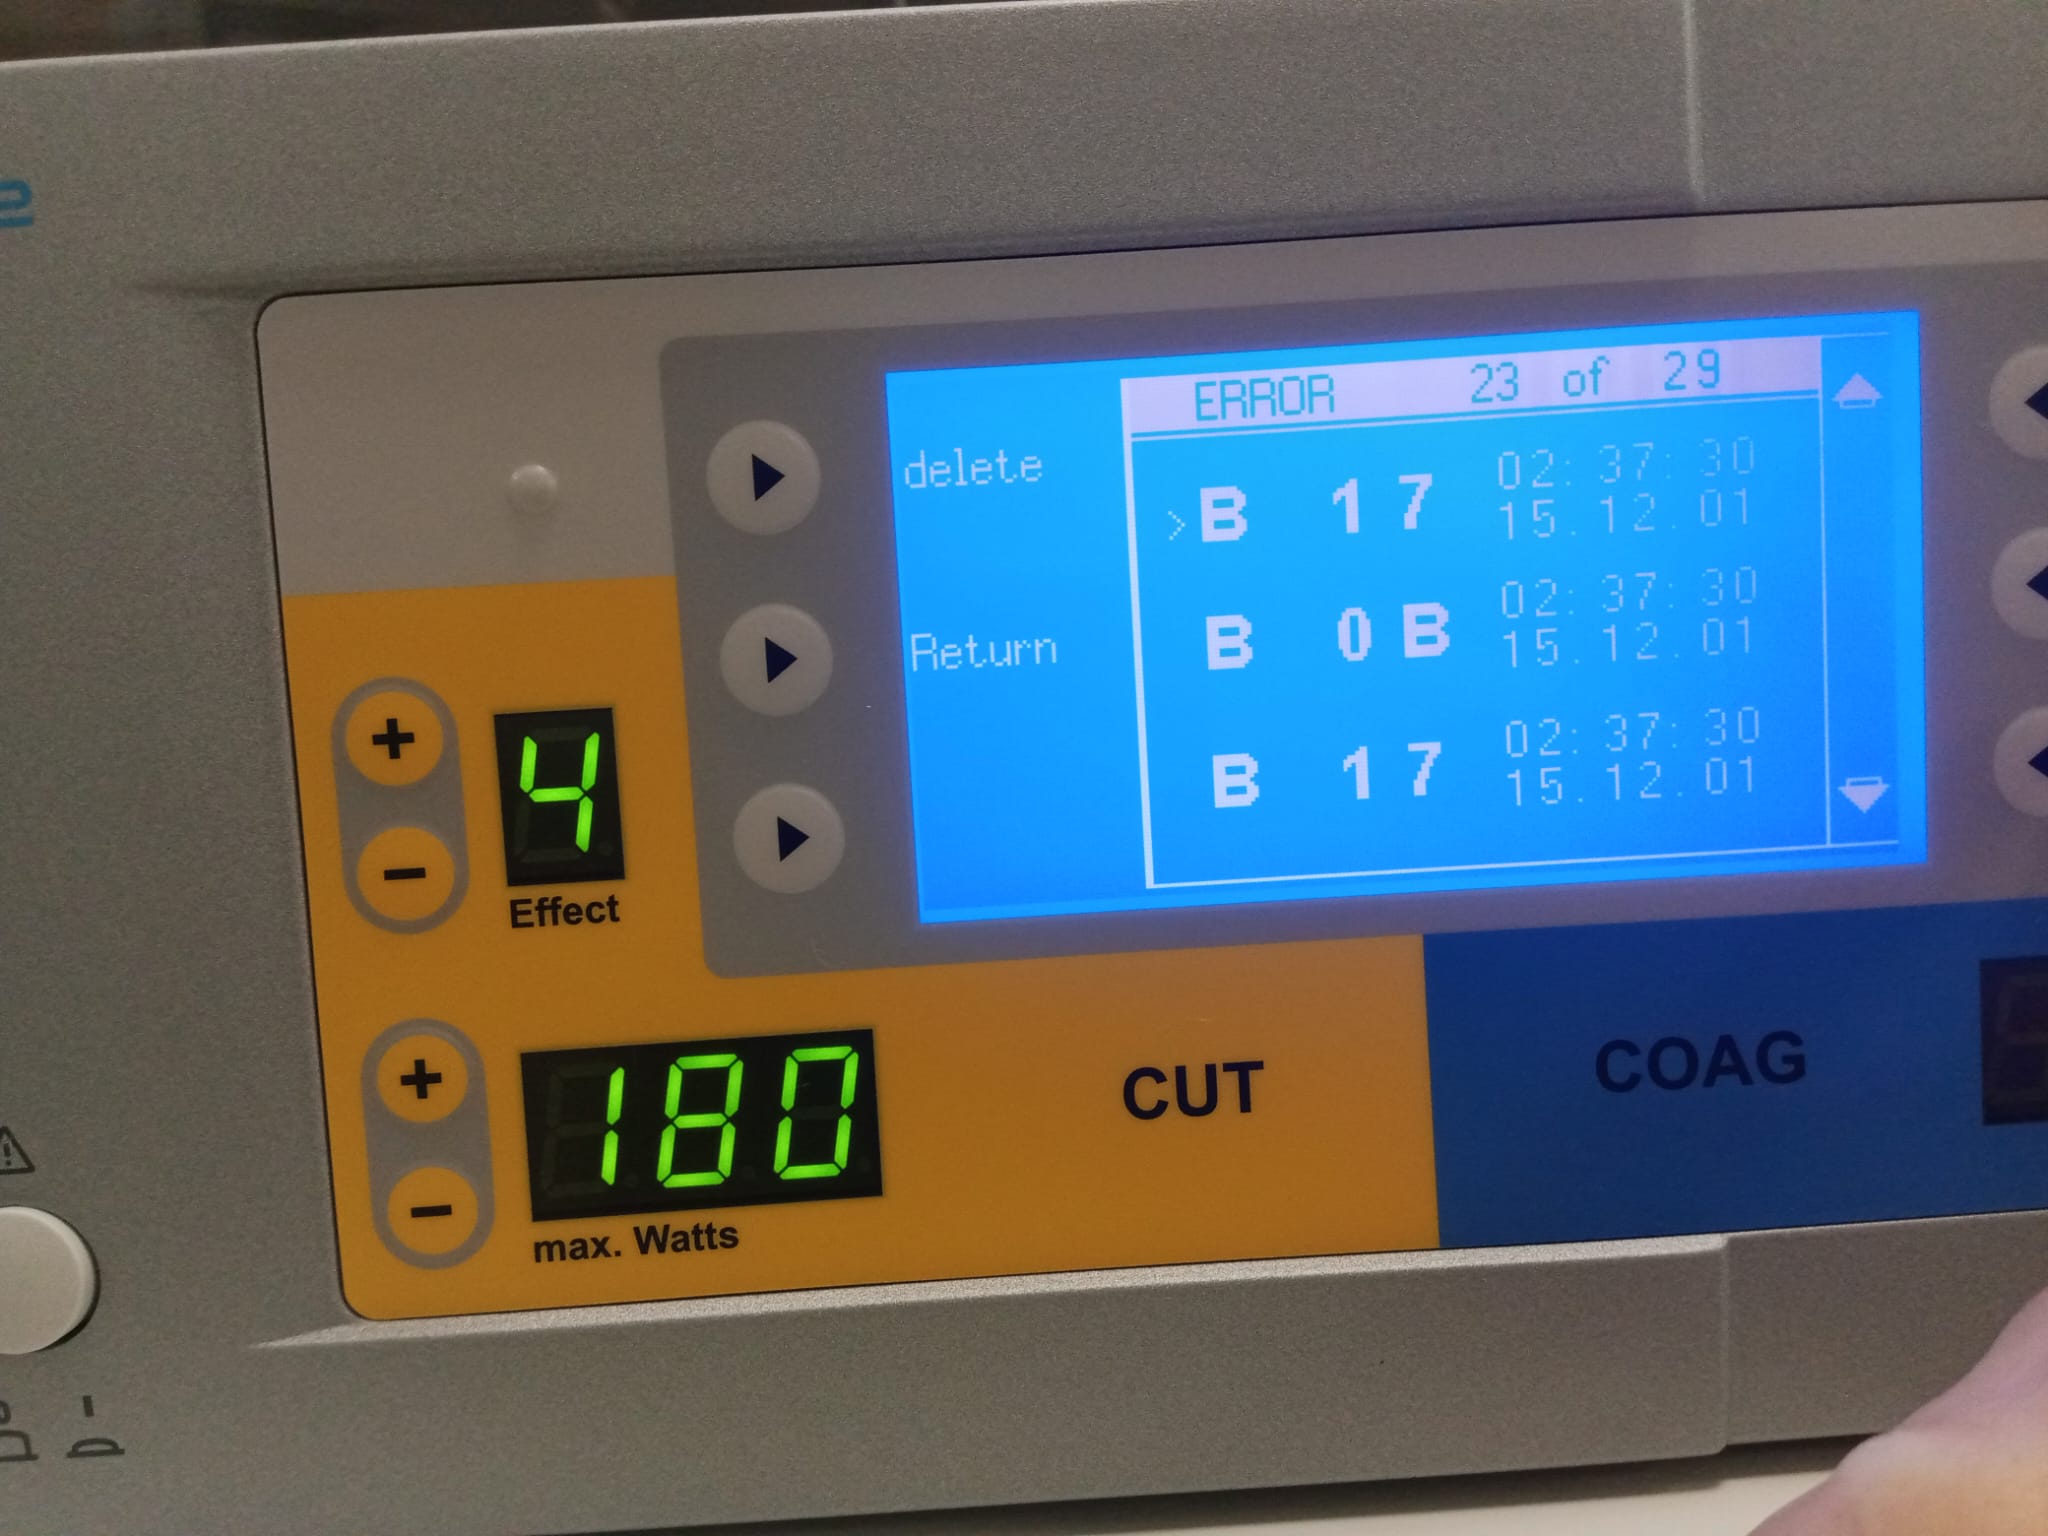 2
ERROR 23 of 29
delete
>B 17 02:37:30
15.12.01
B 0B 02:37:30
15.12.01
Return
B 17 02:37:30
15.12.01
+
4
-
Effect
+
180
-
max. Watts
CUT
COAG